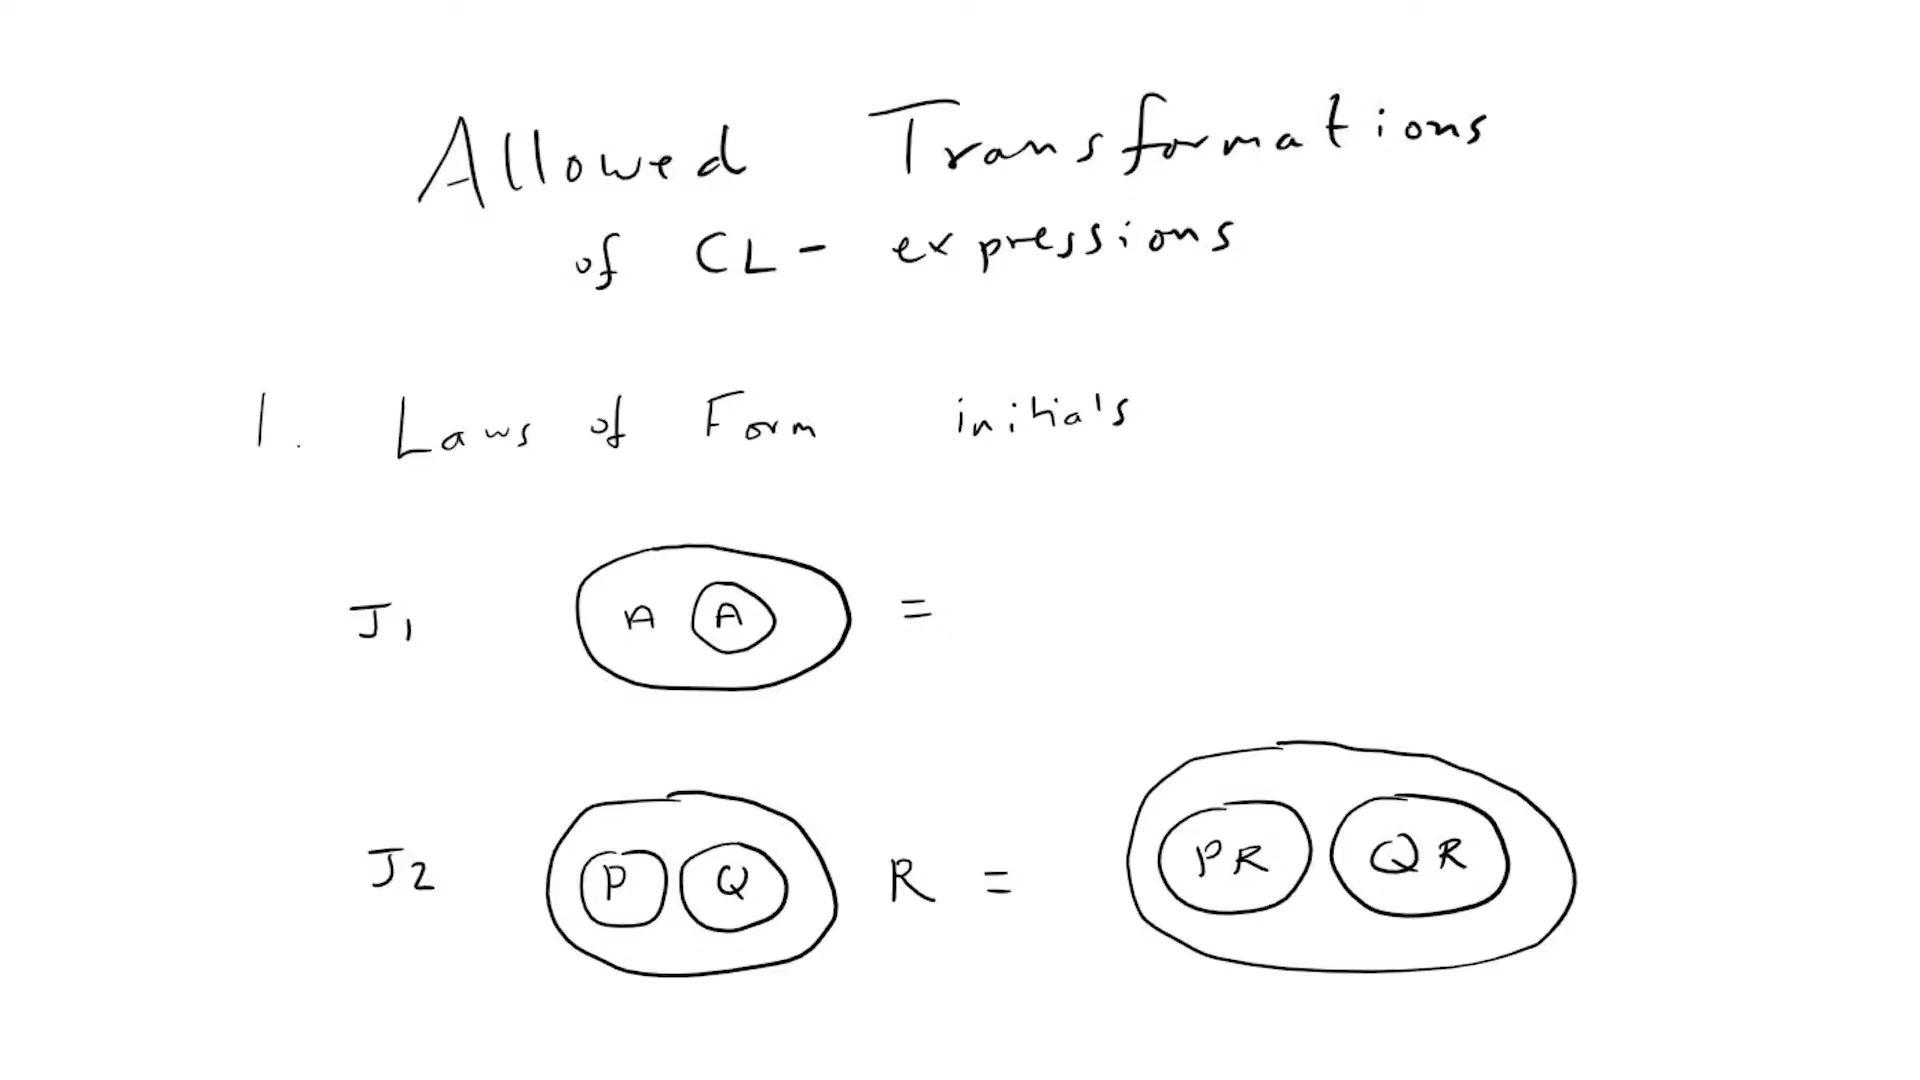 Allowed Transformations
of CL- expressions
1. Laws of Form initials
J1 A A =
J2 P Q R = PR QR